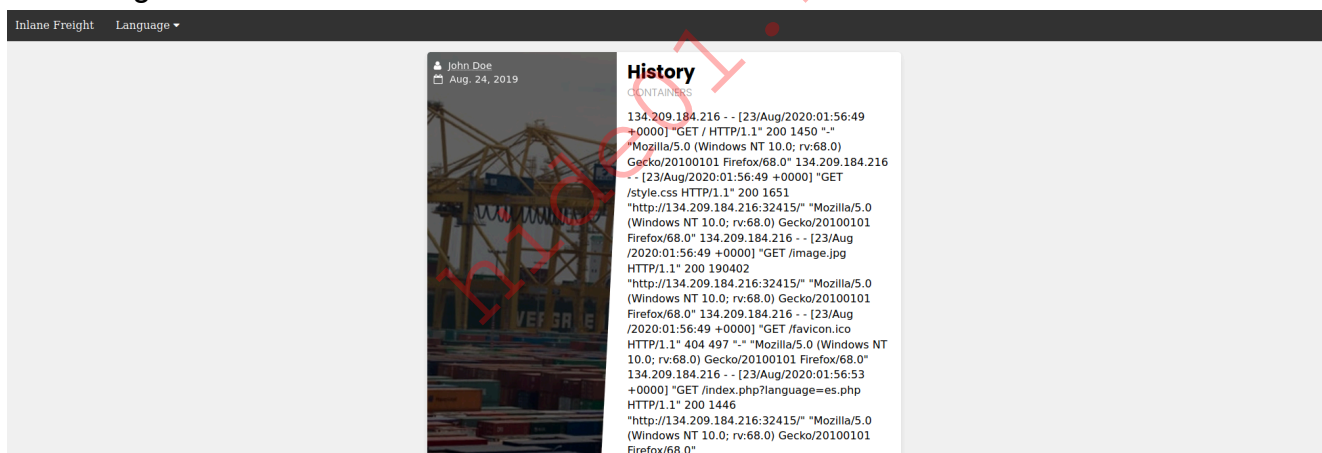 Inlane Freight Language
John Doe
Aug. 24, 2019
History
CONTAINERS
134.209.184.216 - - [23/Aug/2020:01:56:49
+0000] "GET / HTTP/1.1" 200 1450 "-"
"Mozilla/5.0 (Windows NT 10.0; rv:68.0)
Gecko/20100101 Firefox/68.0" 134.209.184.216
- - [23/Aug/2020:01:56:49 +0000] "GET
/style.css HTTP/1.1" 200 1651
"http://134.209.184.216:32415/" "Mozilla/5.0
(Windows NT 10.0; rv:68.0) Gecko/20100101
Firefox/68.0" 134.209.184.216 - - [23/Aug
/2020:01:56:49 +0000] "GET /image.jpg
HTTP/1.1" 200 190402
"http://134.209.184.216:32415/" "Mozilla/5.0
(Windows NT 10.0; rv:68.0) Gecko/20100101
Firefox/68.0" 134.209.184.216 - - [23/Aug
/2020:01:56:49 +0000] "GET /favicon.ico
HTTP/1.1" 404 497 "-" "Mozilla/5.0 (Windows NT
10.0; rv:68.0) Gecko/20100101 Firefox/68.0"
134.209.184.216 - - [23/Aug/2020:01:56:53
+0000] "GET /index.php?language=es.php
HTTP/1.1" 200 1446
"http://134.209.184.216:32415/" "Mozilla/5.0
(Windows NT 10.0; rv:68.0) Gecko/20100101
Firefox/68.0"
hide01.